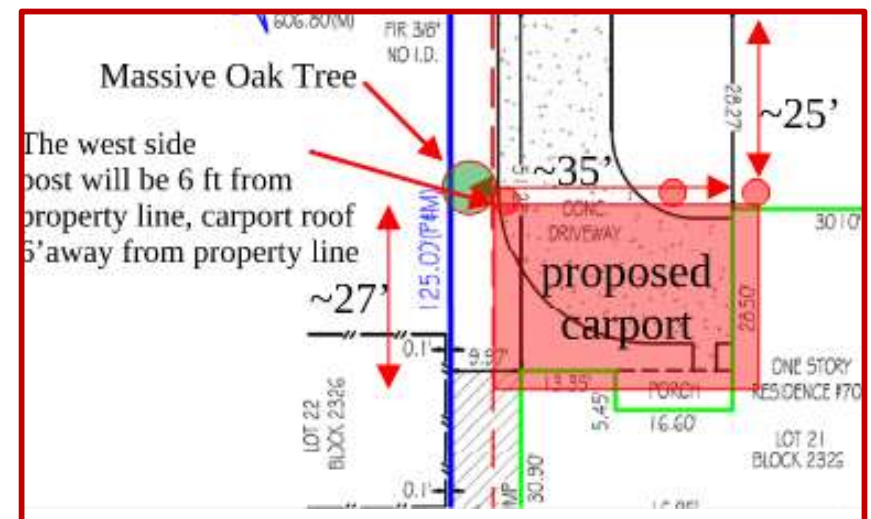 606.80'(M)
FIR 3/8"
NO I.D.
Massive Oak Tree
The west side
post will be 6 ft from
property line, carport roof
6'away from property line
28.27'
~25’
~35’
125.00'(P&M)
CONC.
DRIVEWAY
30.10'
proposed
carport
~27’
28.50'
0.1'
9.97'
13.35'
PORCH
ONE STORY
RESIDENCE #70
5.45'
16.60'
LOT 22
BLOCK 2326
LOT 21
BLOCK 2326
30.90'
0.1'